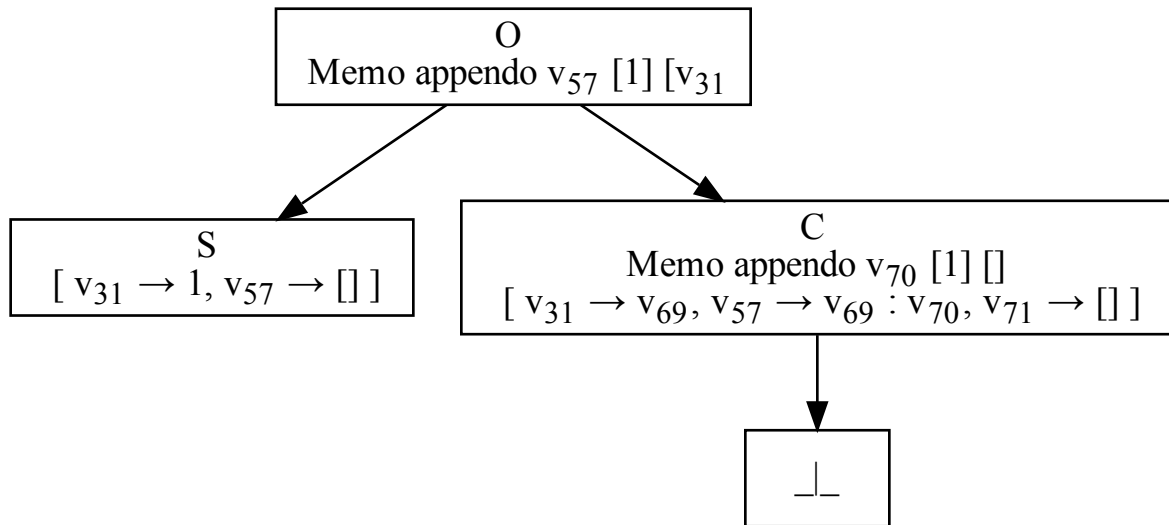 O
Memo appendo v₅₇ [1] [v₃₁
S
[ v₃₁ → 1, v₅₇ → [] ]
C
Memo appendo v₇₀ [1] []
[ v₃₁ → v₆₉, v₅₇ → v₆₉ : v₇₀, v₇₁ → [] ]
_|_